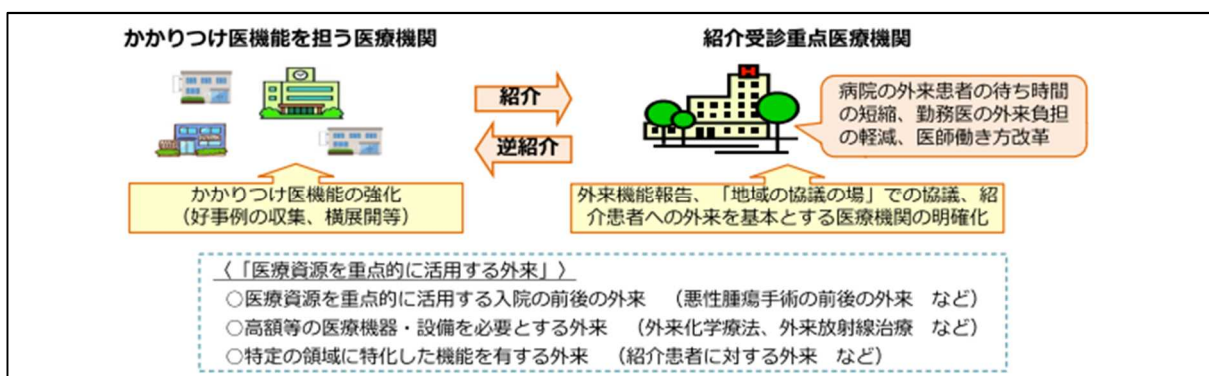 かかりつけ医機能を担う医療機関
紹介受診重点医療機関
紹介
逆紹介
H
病院の外来患者の待ち時間
の短縮、勤務医の外来負担
の軽減、医師働き方改革
かかりつけ医機能の強化
（好事例の収集、横展開等）
外来機能報告、「地域の協議の場」での協議、紹
介患者への外来を基本とする医療機関の明確化
〈「医療資源を重点的に活用する外来」〉
○医療資源を重点的に活用する入院の前後の外来　（悪性腫瘍手術の前後の外来　など）
○高額等の医療機器・設備を必要とする外来　（外来化学療法、外来放射線治療　など）
○特定の領域に特化した機能を有する外来　（紹介患者に対する外来　など）